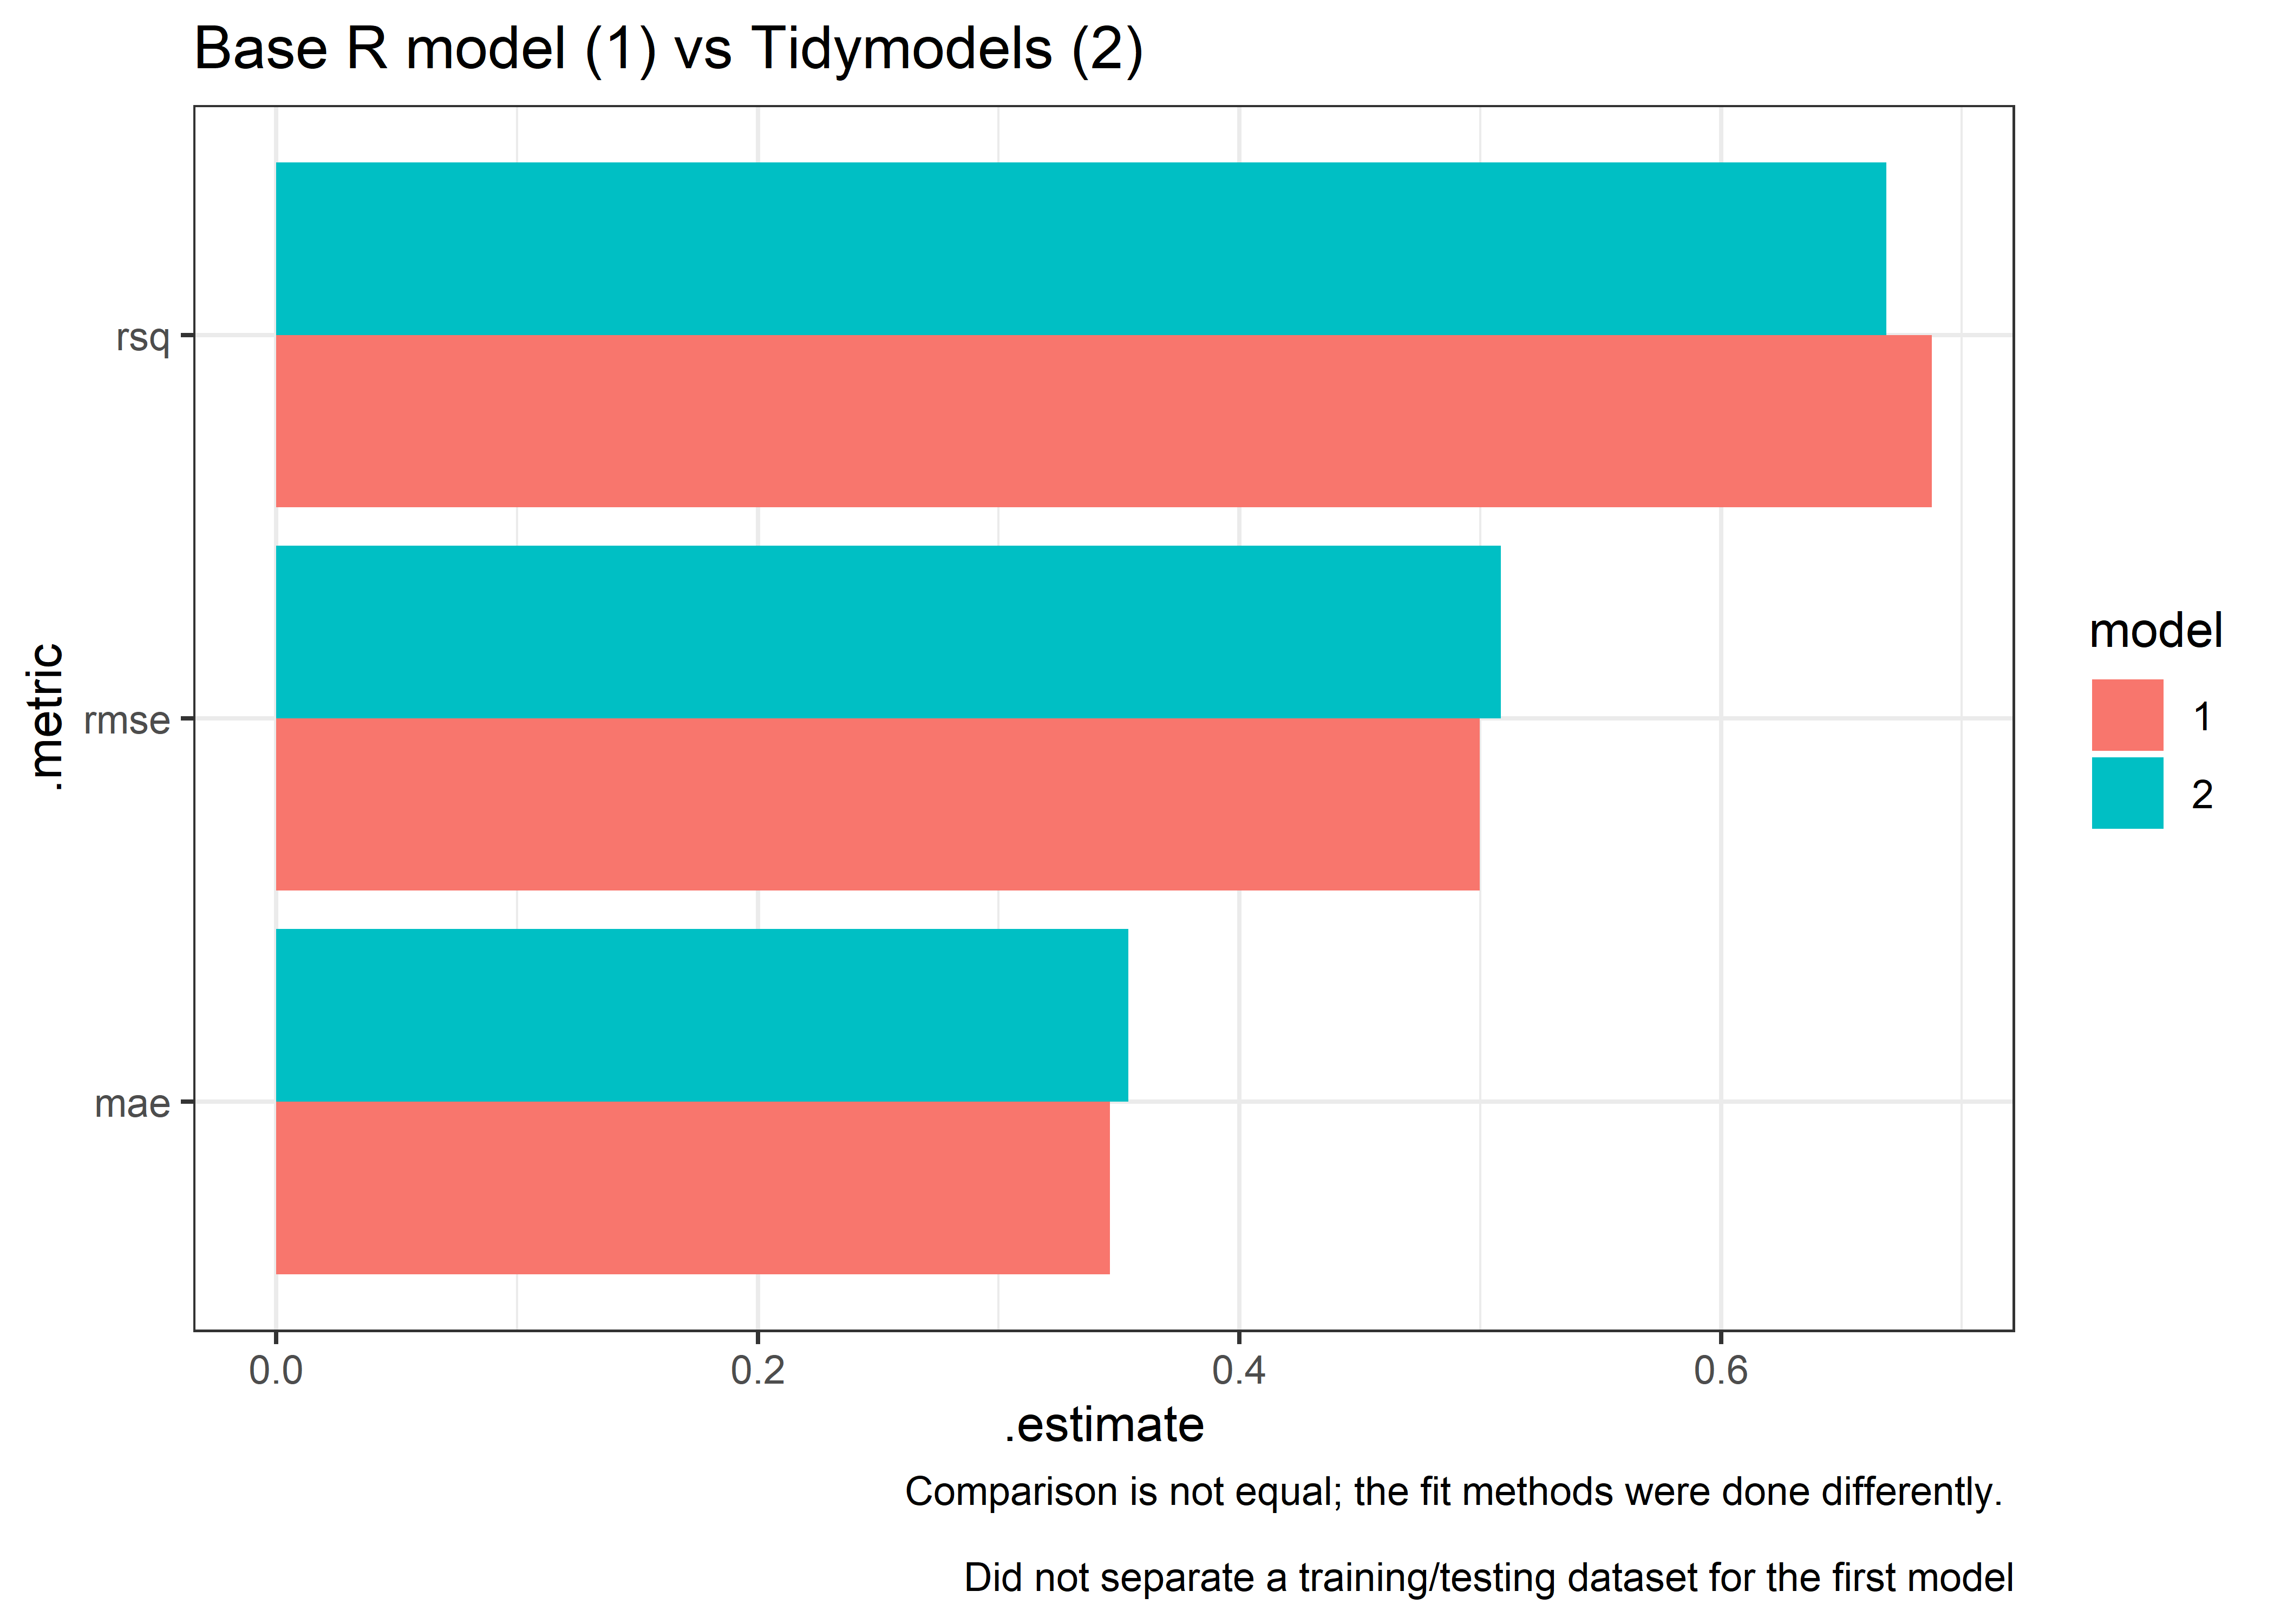 Base R model (1) vs Tidymodels (2)
.metric
rsq
rmse
mae
0.0
0.2
0.4
0.6
.estimate
model
1
2
Comparison is not equal; the fit methods were done differently.
Did not separate a training/testing dataset for the first model